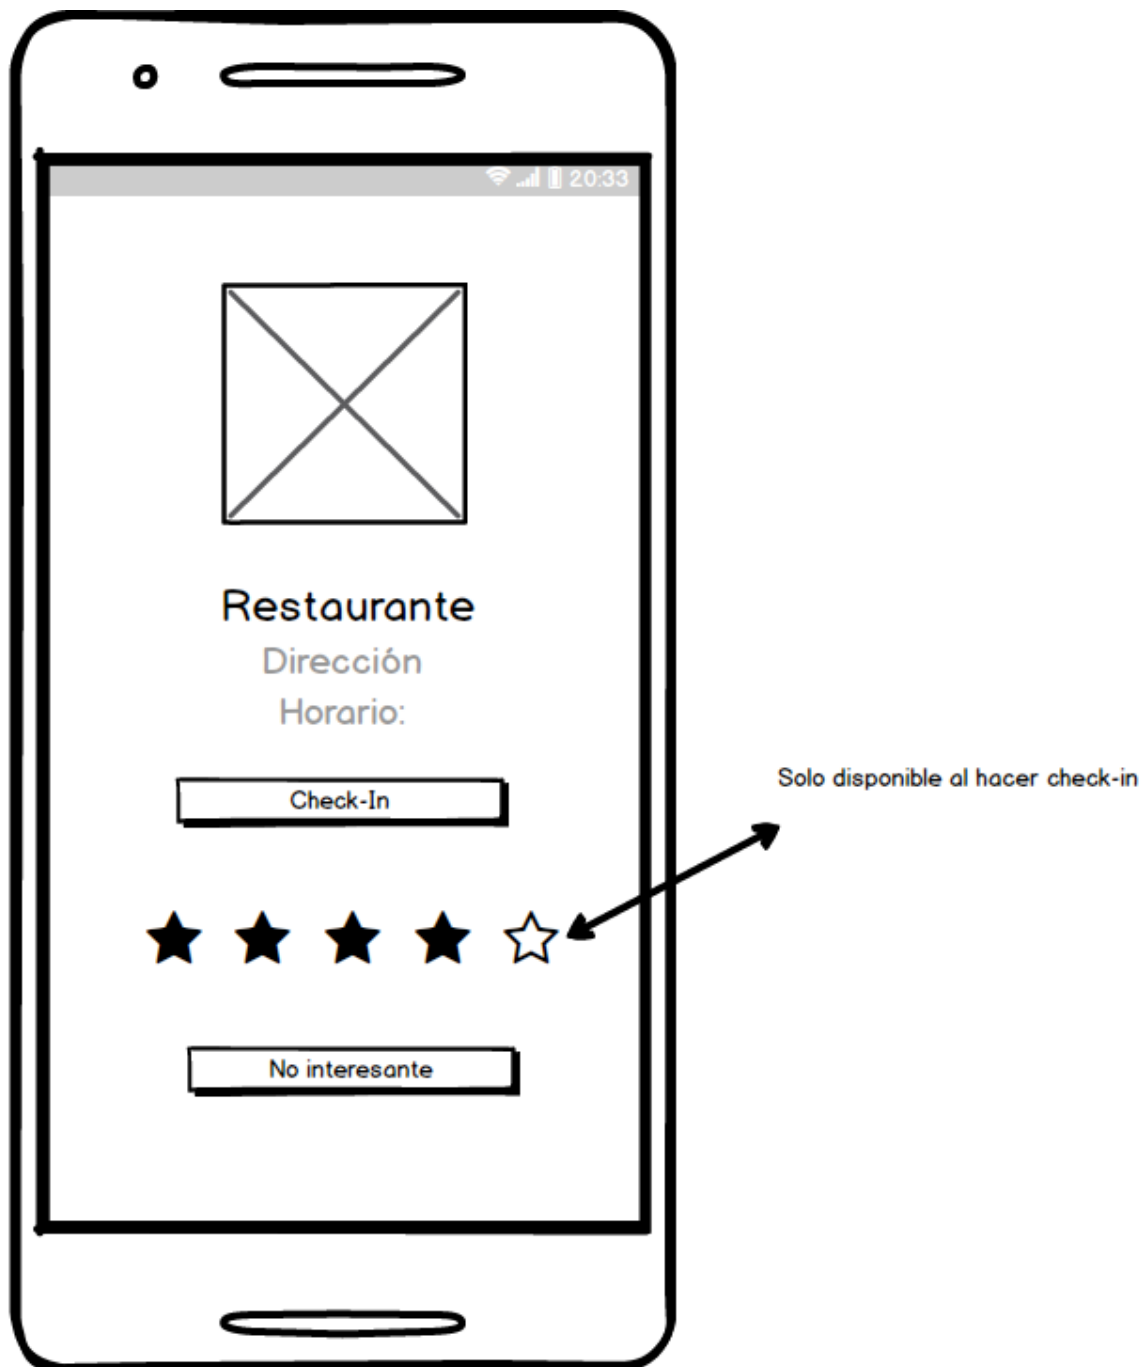 20:33
Restaurante
Dirección
Horario:
Check-In
Solo disponible al hacer check-in
No interesante